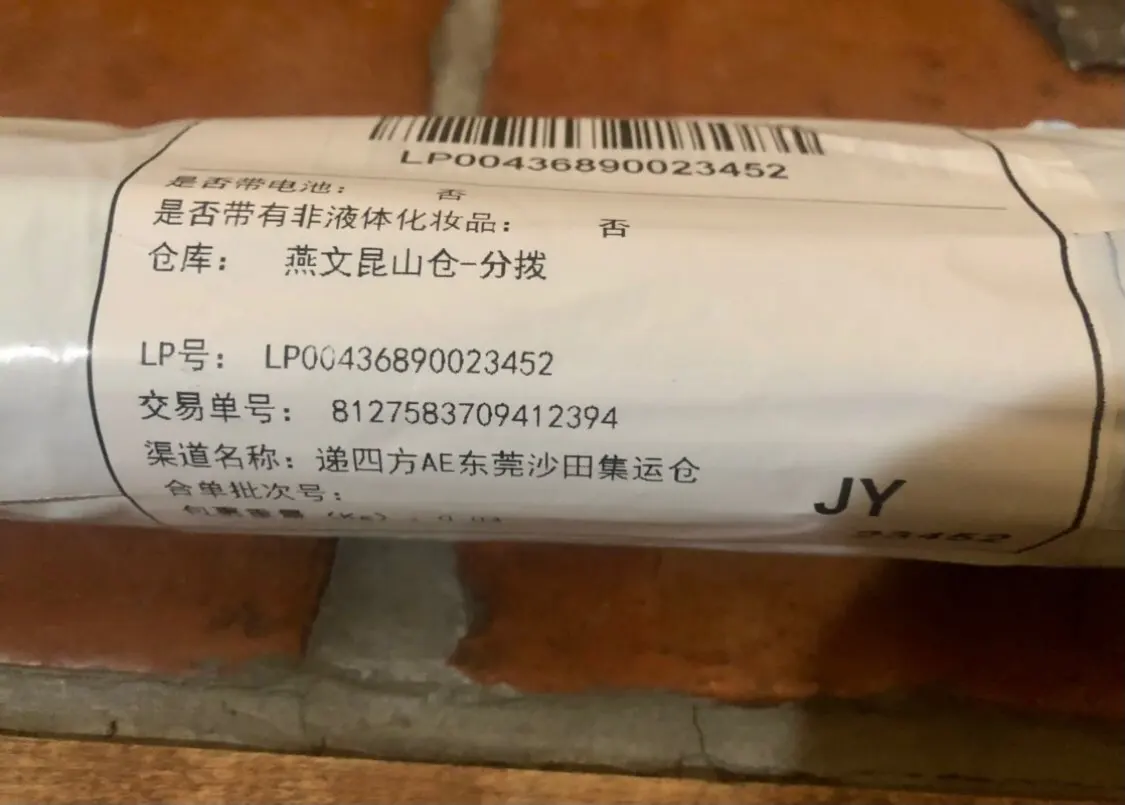 LP00436890023452
是否带电池： 否
是否带有非液体化妆品： 否
仓库： 燕文昆山仓-分拨
LP号： LP00436890023452
交易单号： 8127583709412394
渠道名称：递四方AE东莞沙田集运仓
合单批次号：
JY
23452